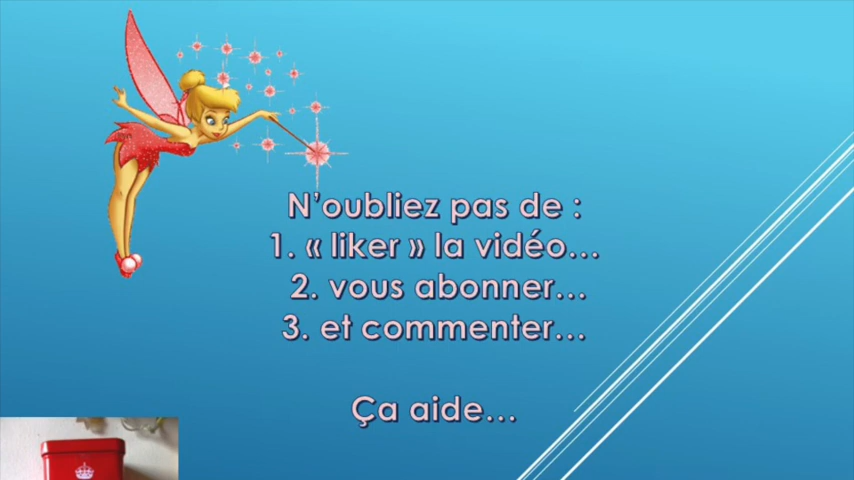 N'oubliez pas de :
1. « liker » la vidéo...
2. vous abonner...
3. et commenter...
Ça aide...